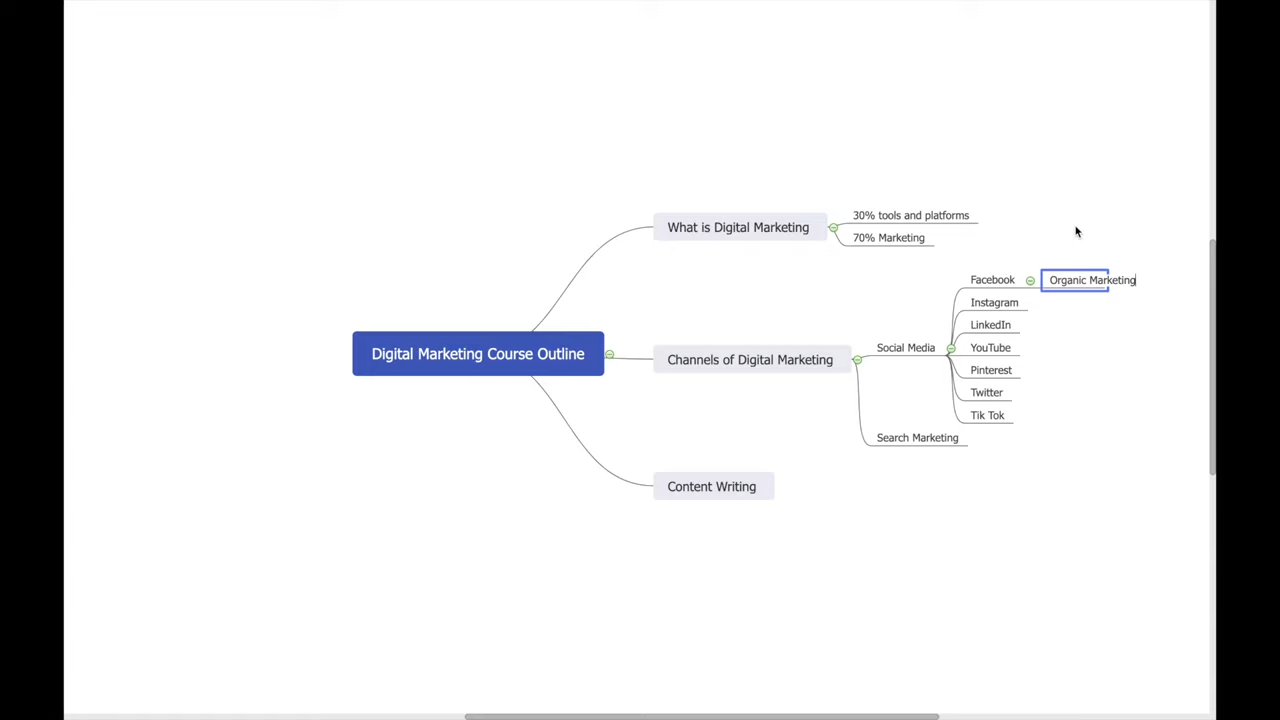 Digital Marketing Course Outline
What is Digital Marketing
30% tools and platforms
70% Marketing
Channels of Digital Marketing
Social Media
Facebook
Organic Marketing
Instagram
LinkedIn
YouTube
Pinterest
Twitter
Tik Tok
Search Marketing
Content Writing